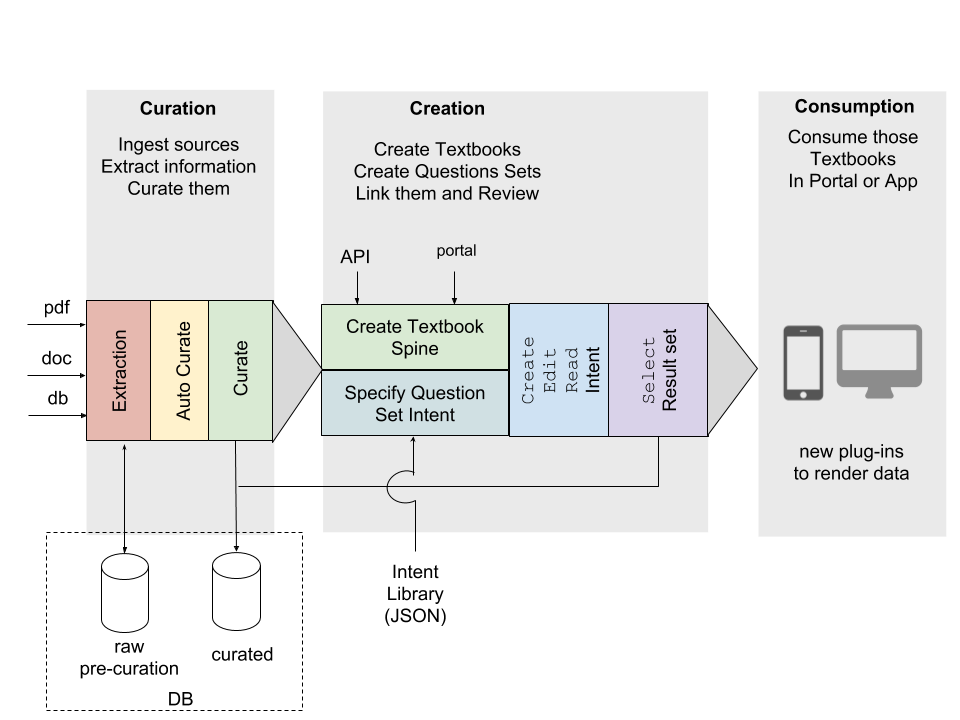 Curation
Ingest sources
Extract information
Curate them
Creation
Create Textbooks
Create Questions Sets
Link them and Review
Consumption
Consume those
Textbooks
In Portal or App
API
portal
pdf
doc
db
Extraction
Auto Curate
Curate
Create Textbook
Spine
Specify Question
Set Intent
Create
Edit
Read
Intent
Select
Result set
new plug-ins
to render data
Intent
Library
(JSON)
raw
pre-curation
curated
DB